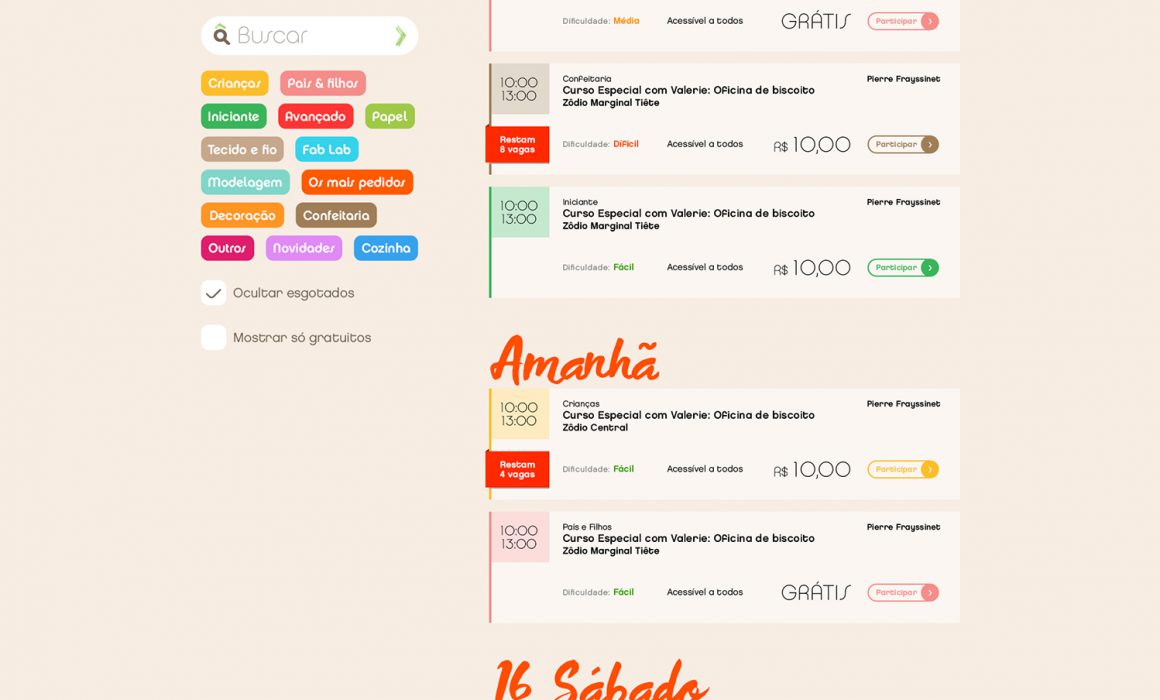 Buscar
Crianças
Pais & filhos
Iniciante
Avançado
Papel
Tecido e fio
Fab Lab
Modelagem
Os mais pedidos
Decoração
Confeitaria
Outros
Novidades
Cozinha
Ocultar esgotados
Mostrar só gratuitos
Dificuldade: Média
Acessível a todos
GRÁTIS
Participar
10:00
13:00
Confeitaria
Pierre Frayssinet
Curso Especial com Valerie: Oficina de biscoito
Zôdio Marginal Tiête
Restam
8 vagas
Dificuldade: Difícil
Acessível a todos
R$ 10,00
Participar
10:00
13:00
Iniciante
Pierre Frayssinet
Curso Especial com Valerie: Oficina de biscoito
Zôdio Marginal Tiête
Dificuldade: Fácil
Acessível a todos
R$ 10,00
Participar
Amanhã
10:00
13:00
Crianças
Pierre Frayssinet
Curso Especial com Valerie: Oficina de biscoito
Zôdio Central
Restam
4 vagas
Dificuldade: Fácil
Acessível a todos
R$ 10,00
Participar
10:00
13:00
Pais e Filhos
Pierre Frayssinet
Curso Especial com Valerie: Oficina de biscoito
Zôdio Marginal Tiête
Dificuldade: Fácil
Acessível a todos
GRÁTIS
Participar
16 Sábado